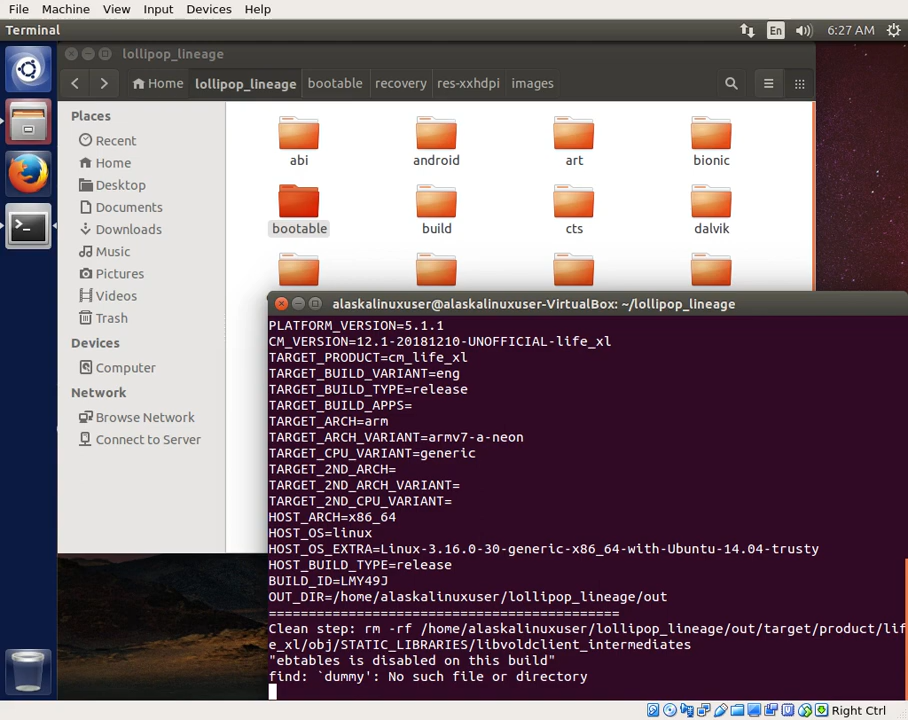 File Machine View Input Devices Help
Terminal En 6:27 AM
lollipop_lineage
Home lollipop_lineage bootable recovery res-xxhdpi images
Places
Recent
Home
Desktop
Documents
Downloads
Music
Pictures
Videos
Trash
Devices
Computer
Network
Browse Network
Connect to Server
abi android art bionic
bootable build cts dalvik
alaskalinuxuser@alaskalinuxuser-VirtualBox: ~/lollipop_lineage
PLATFORM_VERSION=5.1.1
CM_VERSION=12.1-20181210-UNOFFICIAL-life_xl
TARGET_PRODUCT=cm_life_xl
TARGET_BUILD_VARIANT=eng
TARGET_BUILD_TYPE=release
TARGET_BUILD_APPS=
TARGET_ARCH=arm
TARGET_ARCH_VARIANT=armv7-a-neon
TARGET_CPU_VARIANT=generic
TARGET_2ND_ARCH=
TARGET_2ND_ARCH_VARIANT=
TARGET_2ND_CPU_VARIANT=
HOST_ARCH=x86_64
HOST_OS=linux
HOST_OS_EXTRA=Linux-3.16.0-30-generic-x86_64-with-Ubuntu-14.04-trusty
HOST_BUILD_TYPE=release
BUILD_ID=LMY49J
OUT_DIR=/home/alaskalinuxuser/lollipop_lineage/out
============================================
Clean step: rm -rf /home/alaskalinuxuser/lollipop_lineage/out/target/product/lif
e_xl/obj/STATIC_LIBRARIES/libvoldclient_intermediates
"ebtables is disabled on this build"
find: `dummy': No such file or directory
Right Ctrl